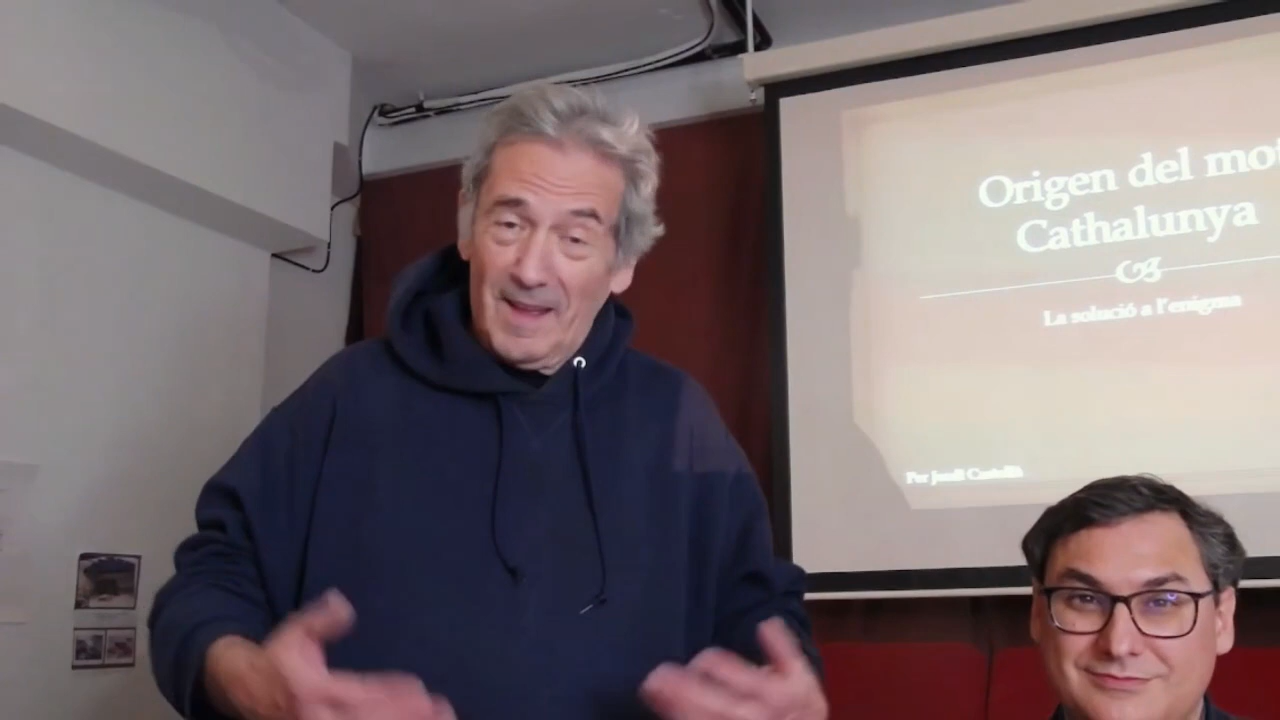 Origen del mot
Cathalunya
La solució a l'enigma
Per Jordi Castellà